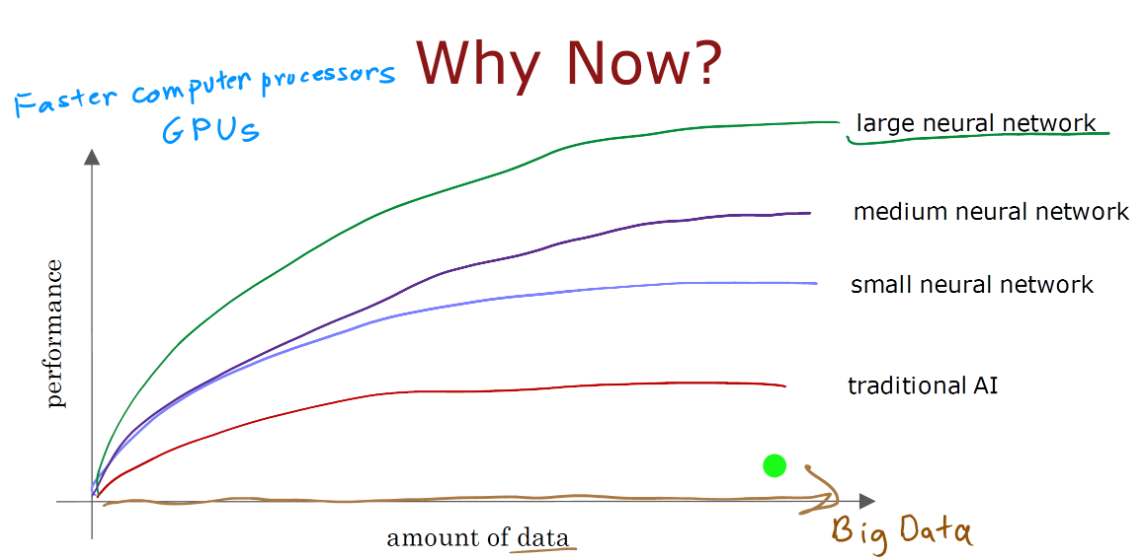 Why Now?
Faster computer processors
GPUs
large neural network
medium neural network
small neural network
traditional AI
performance
amount of data
Big Data